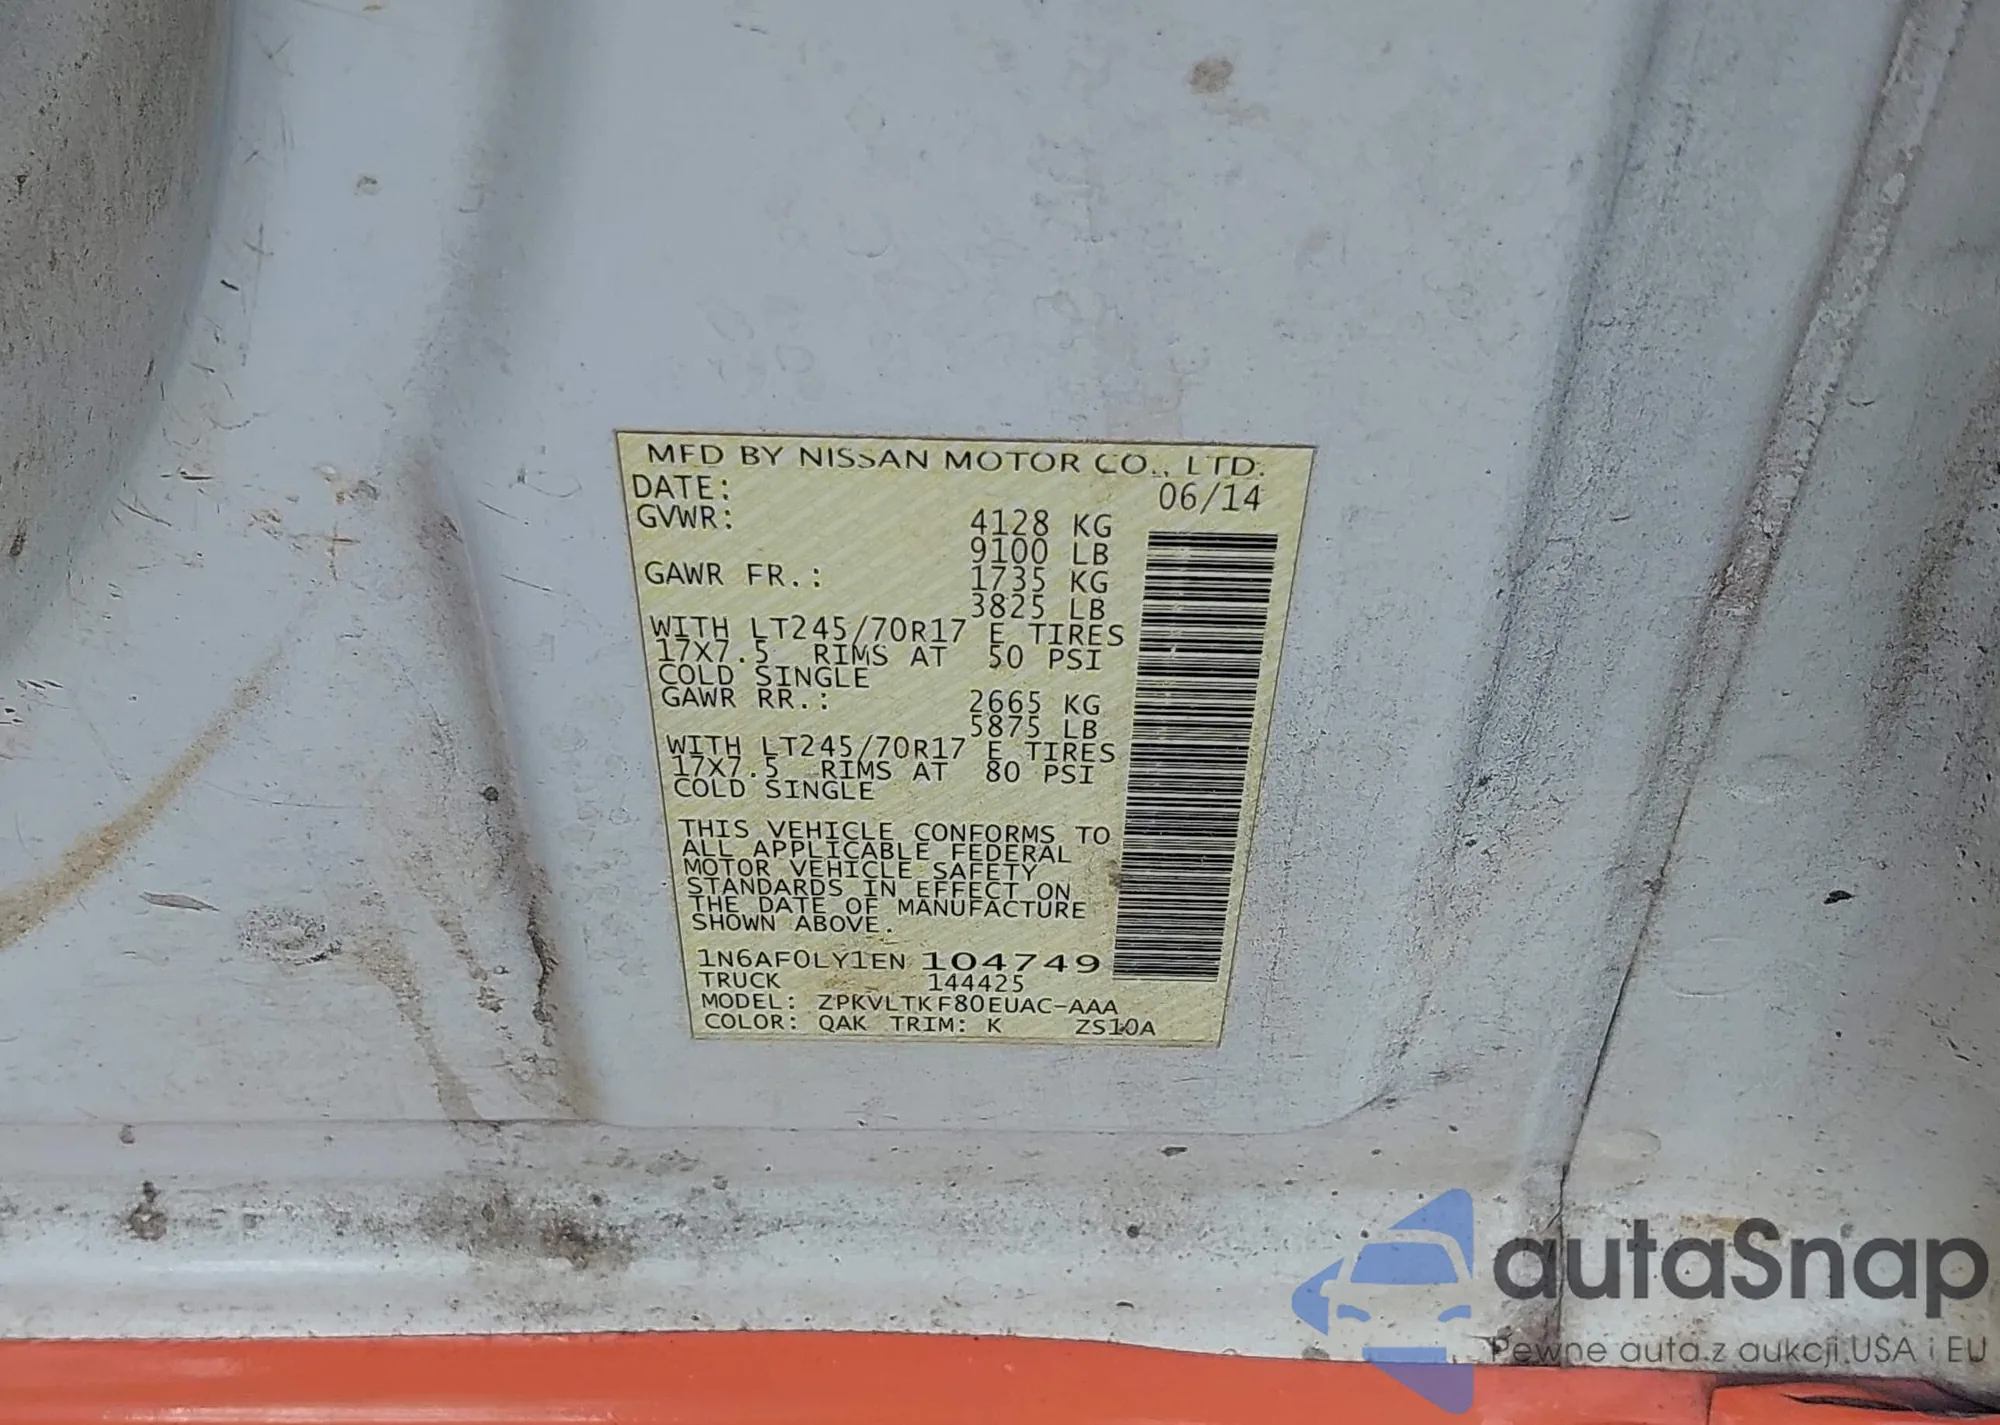 MFD BY NISSAN MOTOR CO., LTD.
DATE: 06/14
GVWR: 4128 KG
9100 LB
GAWR FR.: 1735 KG
3825 LB
WITH LT245/70R17 E TIRES
17X7.5 RIMS AT 50 PSI
COLD SINGLE
GAWR RR.: 2665 KG
5875 LB
WITH LT245/70R17 E TIRES
17X7.5 RIMS AT 80 PSI
COLD SINGLE
THIS VEHICLE CONFORMS TO
ALL APPLICABLE FEDERAL
MOTOR VEHICLE SAFETY
STANDARDS IN EFFECT ON
THE DATE OF MANUFACTURE
SHOWN ABOVE.
1N6AF0LY1EN 104749
TRUCK 144425
MODEL: ZPKVLTKF80EUAC-AAA
COLOR: QAK TRIM: K ZS10A
autaSnap
Pewne auta z aukcji USA i EU